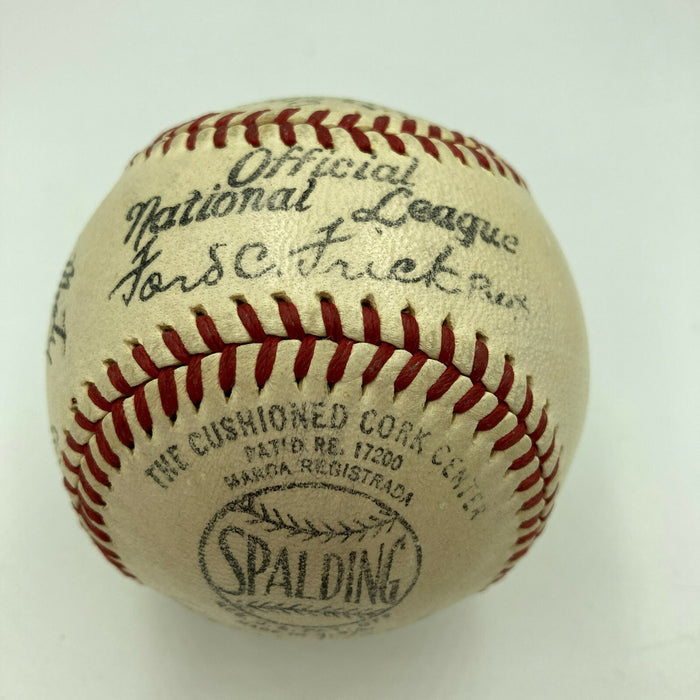 Official
National League
Ford C. Frick Pres
THE CUSHIONED CORK CENTER
PAT'D. RE. 17200
MARCA REGISTRADA
SPALDING